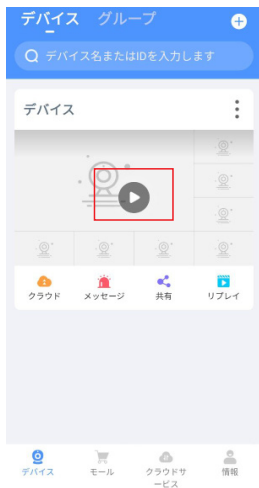 デバイス グループ
デバイス名またはIDを入力します
デバイス
クラウド メッセージ 共有 リプレイ
デバイス モール クラウドサ 情報
ービス